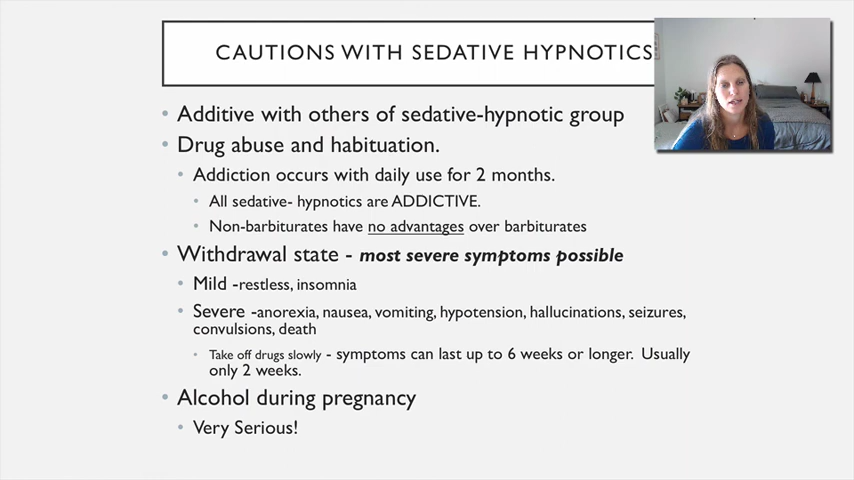 CAUTIONS WITH SEDATIVE HYPNOTICS
• Additive with others of sedative-hypnotic group
• Drug abuse and habituation.
• Addiction occurs with daily use for 2 months.
• All sedative- hypnotics are ADDICTIVE.
• Non-barbiturates have no advantages over barbiturates
• Withdrawal state - most severe symptoms possible
• Mild -restless, insomnia
• Severe -anorexia, nausea, vomiting, hypotension, hallucinations, seizures,
convulsions, death
• Take off drugs slowly - symptoms can last up to 6 weeks or longer. Usually
only 2 weeks.
• Alcohol during pregnancy
• Very Serious!